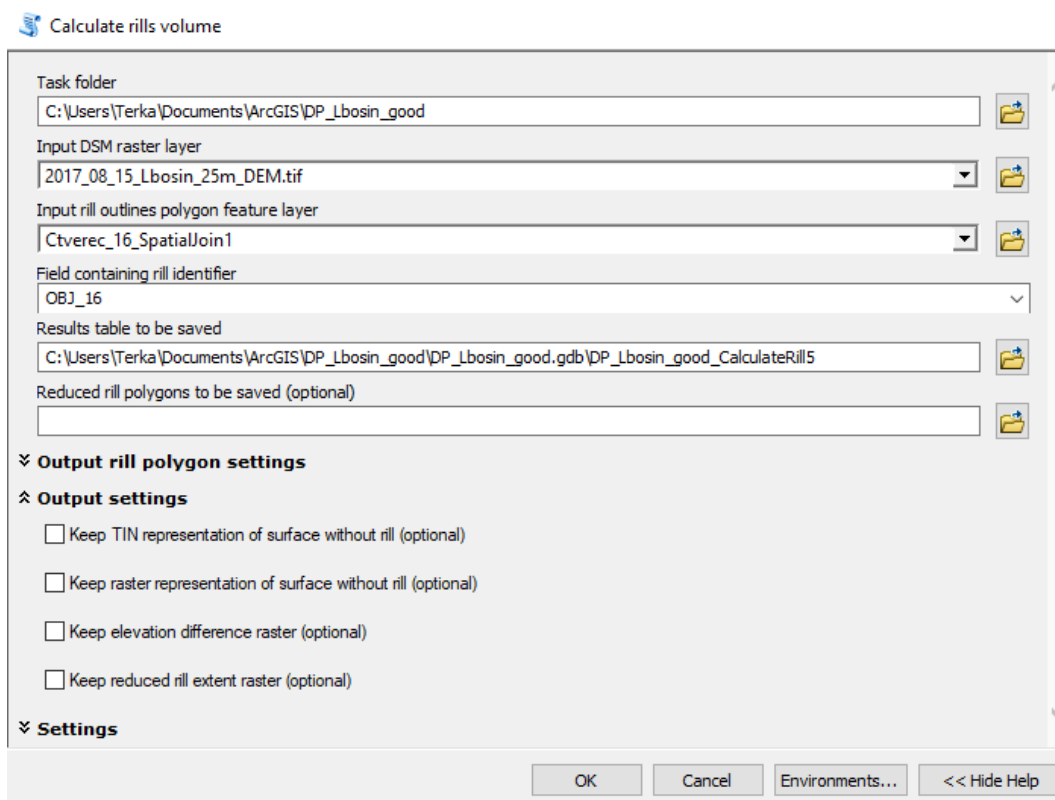 Calculate rills volume
Task folder
C:\Users\Terka\Documents\ArcGIS\DP_Lbosin_good
Input DSM raster layer
2017_08_15_Lbosin_25m_DEM.tif
Input rill outlines polygon feature layer
Ctverec_16_SpatialJoin1
Field containing rill identifier
OBJ_16
Results table to be saved
C:\Users\Terka\Documents\ArcGIS\DP_Lbosin_good\DP_Lbosin_good.gdb\DP_Lbosin_good_CalculateRill5
Reduced rill polygons to be saved (optional)
Output rill polygon settings
Output settings
Keep TIN representation of surface without rill (optional)
Keep raster representation of surface without rill (optional)
Keep elevation difference raster (optional)
Keep reduced rill extent raster (optional)
Settings
OK Cancel Environments... << Hide Help